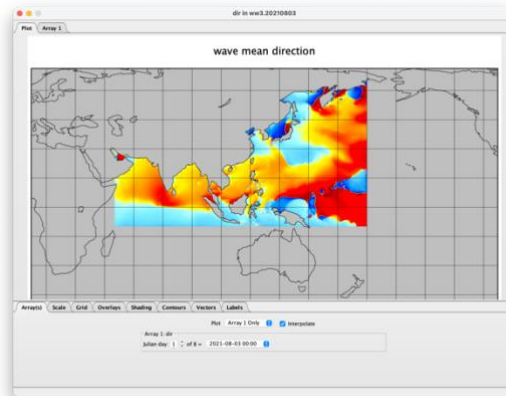 dir in ww3.20210803
Plot Array 1
wave mean direction
Array(s) Scale Grid Overlays Shading Contours Vectors Labels
Plot Array 1 Only Interpolate
Array 1: dir
Julian day: 1 of 8 = 2021-08-03 00:00